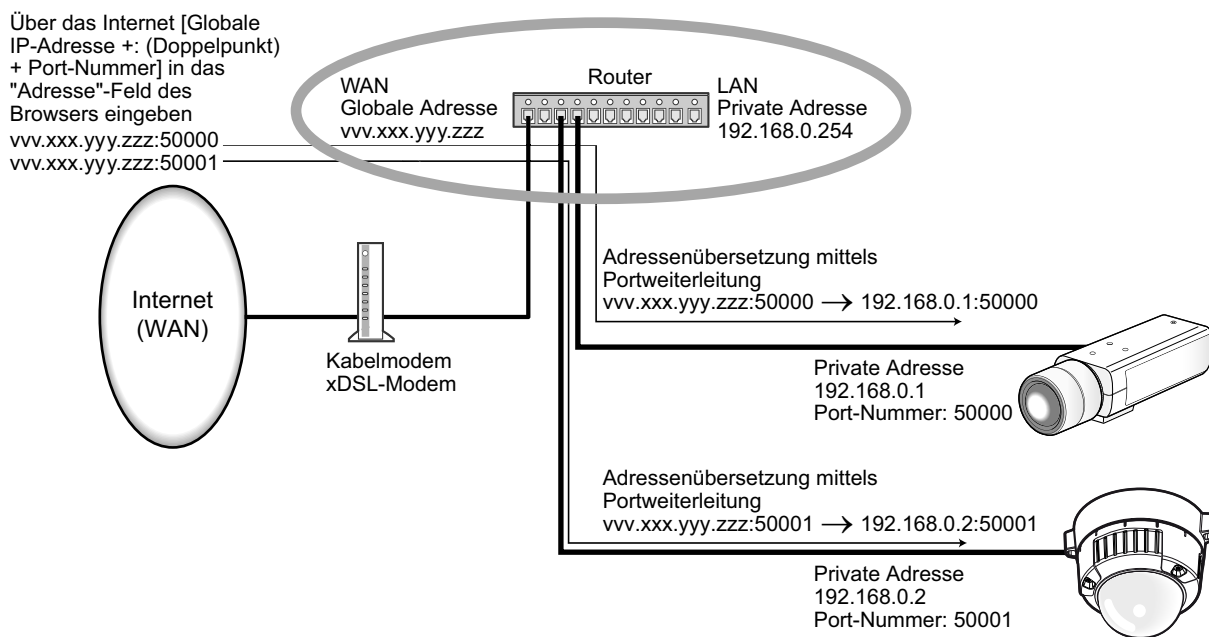 Über das Internet [Globale
IP-Adresse +: (Doppelpunkt)
+ Port-Nummer] in das
"Adresse"-Feld des
Browsers eingeben
vvv.xxx.yyy.zzz:50000
vvv.xxx.yyy.zzz:50001
WAN
Globale Adresse
vvv.xxx.yyy.zzz
Router
LAN
Private Adresse
192.168.0.254
Internet
(WAN)
Kabelmodem
xDSL-Modem
Adressenübersetzung mittels
Portweiterleitung
vvv.xxx.yyy.zzz:50000 → 192.168.0.1:50000
Private Adresse
192.168.0.1
Port-Nummer: 50000
Adressenübersetzung mittels
Portweiterleitung
vvv.xxx.yyy.zzz:50001 → 192.168.0.2:50001
Private Adresse
192.168.0.2
Port-Nummer: 50001